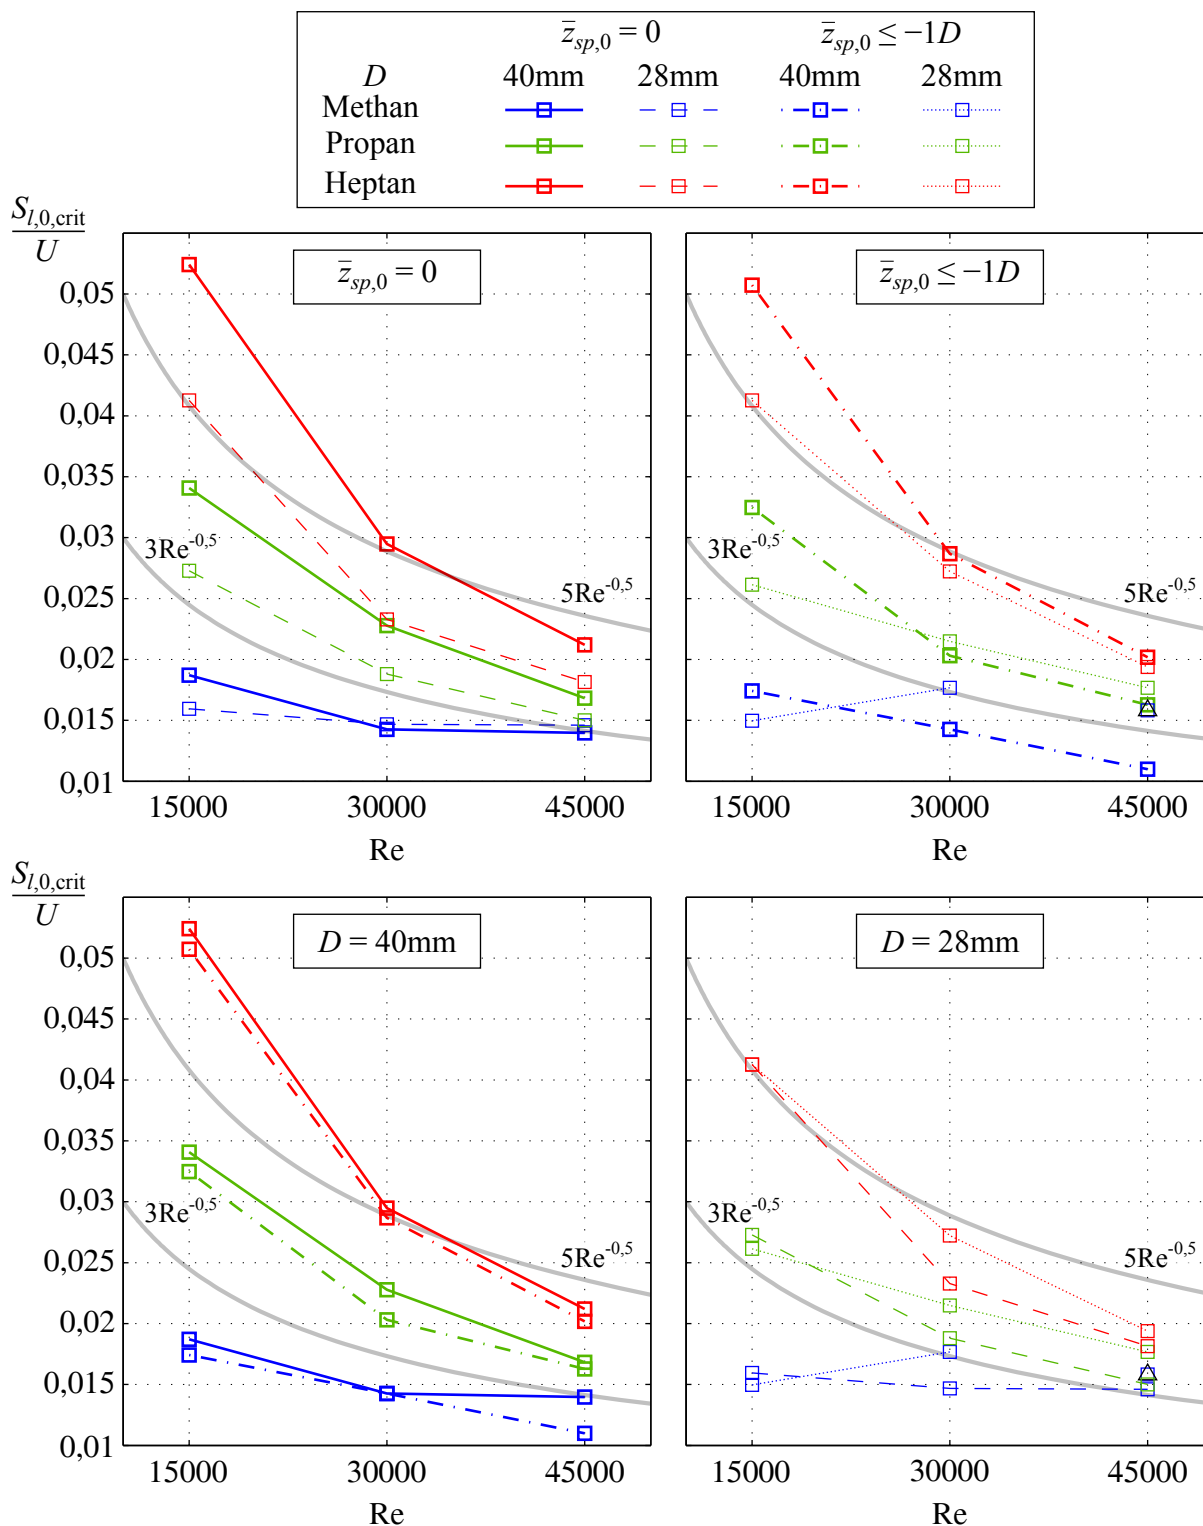 z̄sp,0 = 0 z̄sp,0 ≤ −1D
D 40mm 28mm 40mm 28mm
Methan
Propan
Heptan
Sl,0,crit
U
z̄sp,0 = 0
z̄sp,0 ≤ −1D
0,05
0,045
0,04
0,035
0,03
0,025
0,02
0,015
0,01
3Re-0,5
5Re-0,5
3Re-0,5
5Re-0,5
15000 30000 45000 15000 30000 45000
Re Re
Sl,0,crit
U
D = 40mm
D = 28mm
0,05
0,045
0,04
0,035
0,03
0,025
0,02
0,015
0,01
3Re-0,5
5Re-0,5
3Re-0,5
5Re-0,5
15000 30000 45000 15000 30000 45000
Re Re